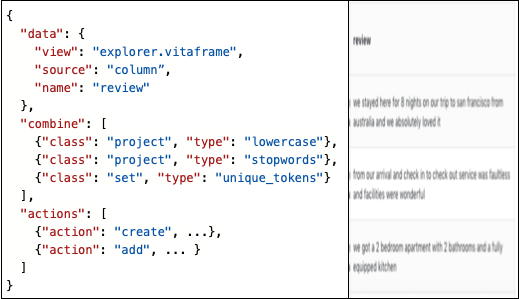 {
"data": {
"view": "explorer.vitaframe",
"source": "column”,
"name": "review"
},
"combine": [
{"class": "project", "type": "lowercase"},
{"class": "project", "type": "stopwords"},
{"class": "set", "type": "unique_tokens"}
],
"actions": [
{"action": "create", ...},
{"action": "add", ... }
]
}
review
we stayed here for 8 nights on our trip to san francisco from
australia and we absolutely loved it
from our arrival and check in to check out service was faultless
and facilities were wonderful
we got a 2 bedroom apartment with 2 bathrooms and a fully
equipped kitchen